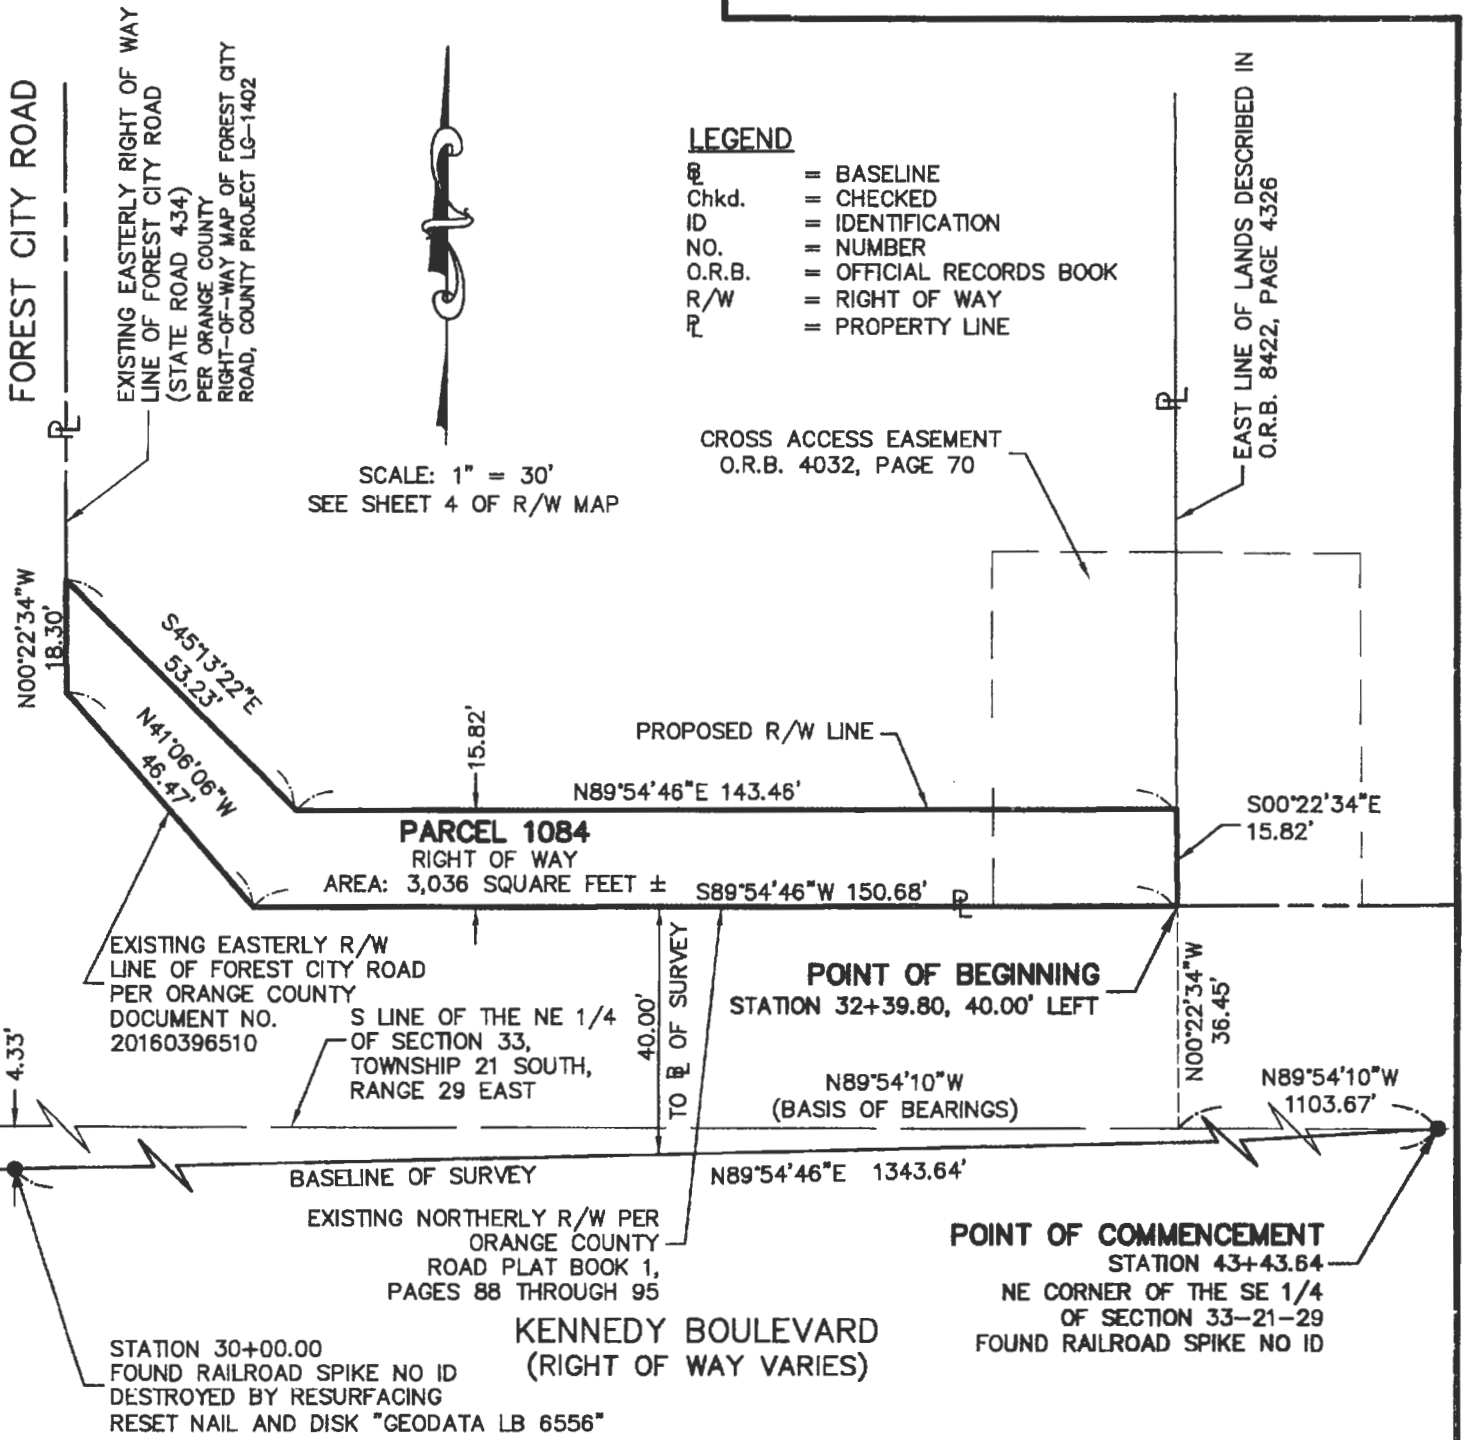 FOREST CITY ROAD
EXISTING EASTERLY RIGHT OF WAY
LINE OF FOREST CITY ROAD
(STATE ROAD 434)
PER ORANGE COUNTY
RIGHT-OF-WAY MAP OF FOREST CITY
ROAD, COUNTY PROJECT LG-1402
SCALE: 1" = 30'
SEE SHEET 4 OF R/W MAP
LEGEND
BL = BASELINE
Chkd. = CHECKED
ID = IDENTIFICATION
NO. = NUMBER
O.R.B. = OFFICIAL RECORDS BOOK
R/W = RIGHT OF WAY
PL = PROPERTY LINE
EAST LINE OF LANDS DESCRIBED IN
O.R.B. 8422, PAGE 4326
PL
PL
CROSS ACCESS EASEMENT
O.R.B. 4032, PAGE 70
N00°22'34"W
18.30'
S45°13'22"E
53.23'
N41°06'06"W
46.47'
15.82'
PROPOSED R/W LINE
N89°54'46"E 143.46'
S00°22'34"E
15.82'
PARCEL 1084
RIGHT OF WAY
AREA: 3,036 SQUARE FEET ±
S89°54'46"W 150.68'
PL
EXISTING EASTERLY R/W
LINE OF FOREST CITY ROAD
PER ORANGE COUNTY
DOCUMENT NO.
20160396510
S LINE OF THE NE 1/4
OF SECTION 33,
TOWNSHIP 21 SOUTH,
RANGE 29 EAST
40.00'
TO BL OF SURVEY
POINT OF BEGINNING
STATION 32+39.80, 40.00' LEFT
N00°22'34"W
36.45'
4.33'
N89°54'10"W
(BASIS OF BEARINGS)
N89°54'10"W
1103.67'
BASELINE OF SURVEY
N89°54'46"E 1343.64'
EXISTING NORTHERLY R/W PER
ORANGE COUNTY
ROAD PLAT BOOK 1,
PAGES 88 THROUGH 95
POINT OF COMMENCEMENT
STATION 43+43.64
NE CORNER OF THE SE 1/4
OF SECTION 33-21-29
FOUND RAILROAD SPIKE NO ID
KENNEDY BOULEVARD
(RIGHT OF WAY VARIES)
STATION 30+00.00
FOUND RAILROAD SPIKE NO ID
DESTROYED BY RESURFACING
RESET NAIL AND DISK "GEODATA LB 6556"